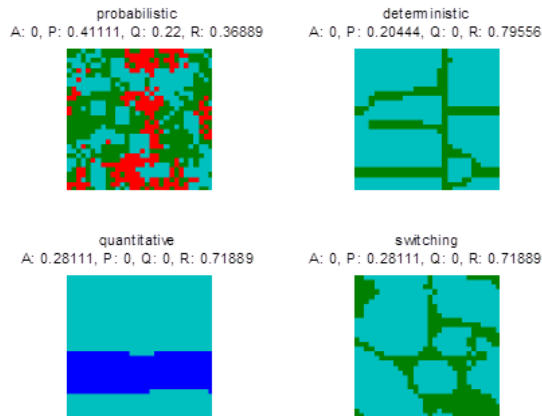 probabilistic
A: 0, P: 0.41111, Q: 0.22, R: 0.36889
deterministic
A: 0, P: 0.20444, Q: 0, R: 0.79556
quantitative
A: 0.28111, P: 0, Q: 0, R: 0.71889
switching
A: 0, P: 0.28111, Q: 0, R: 0.71889